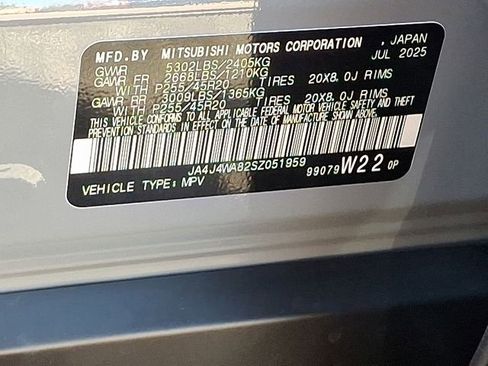 MFD.BY MITSUBISHI MOTORS CORPORATION , JAPAN
GVWR 5302LBS/2405KG JUL 2025
GAWR FR 2668LBS/1210KG
WITH P255/45R20 TIRES 20X8.0J RIMS
GAWR RR 3009LBS/1365KG
WITH P255/45R20 TIRES 20X8.0J RIMS
THIS VEHICLE CONFORMS TO ALL APPLICABLE FEDERAL MOTOR VEHICLE SAFETY AND THEFT
PREVENTION STANDARDS IN EFFECT ON THE DATE OF MANUFACTURE SHOWN ABOVE.
JA4J4WA82SZ051959
VEHICLE TYPE: MPV 99079 W22 0P